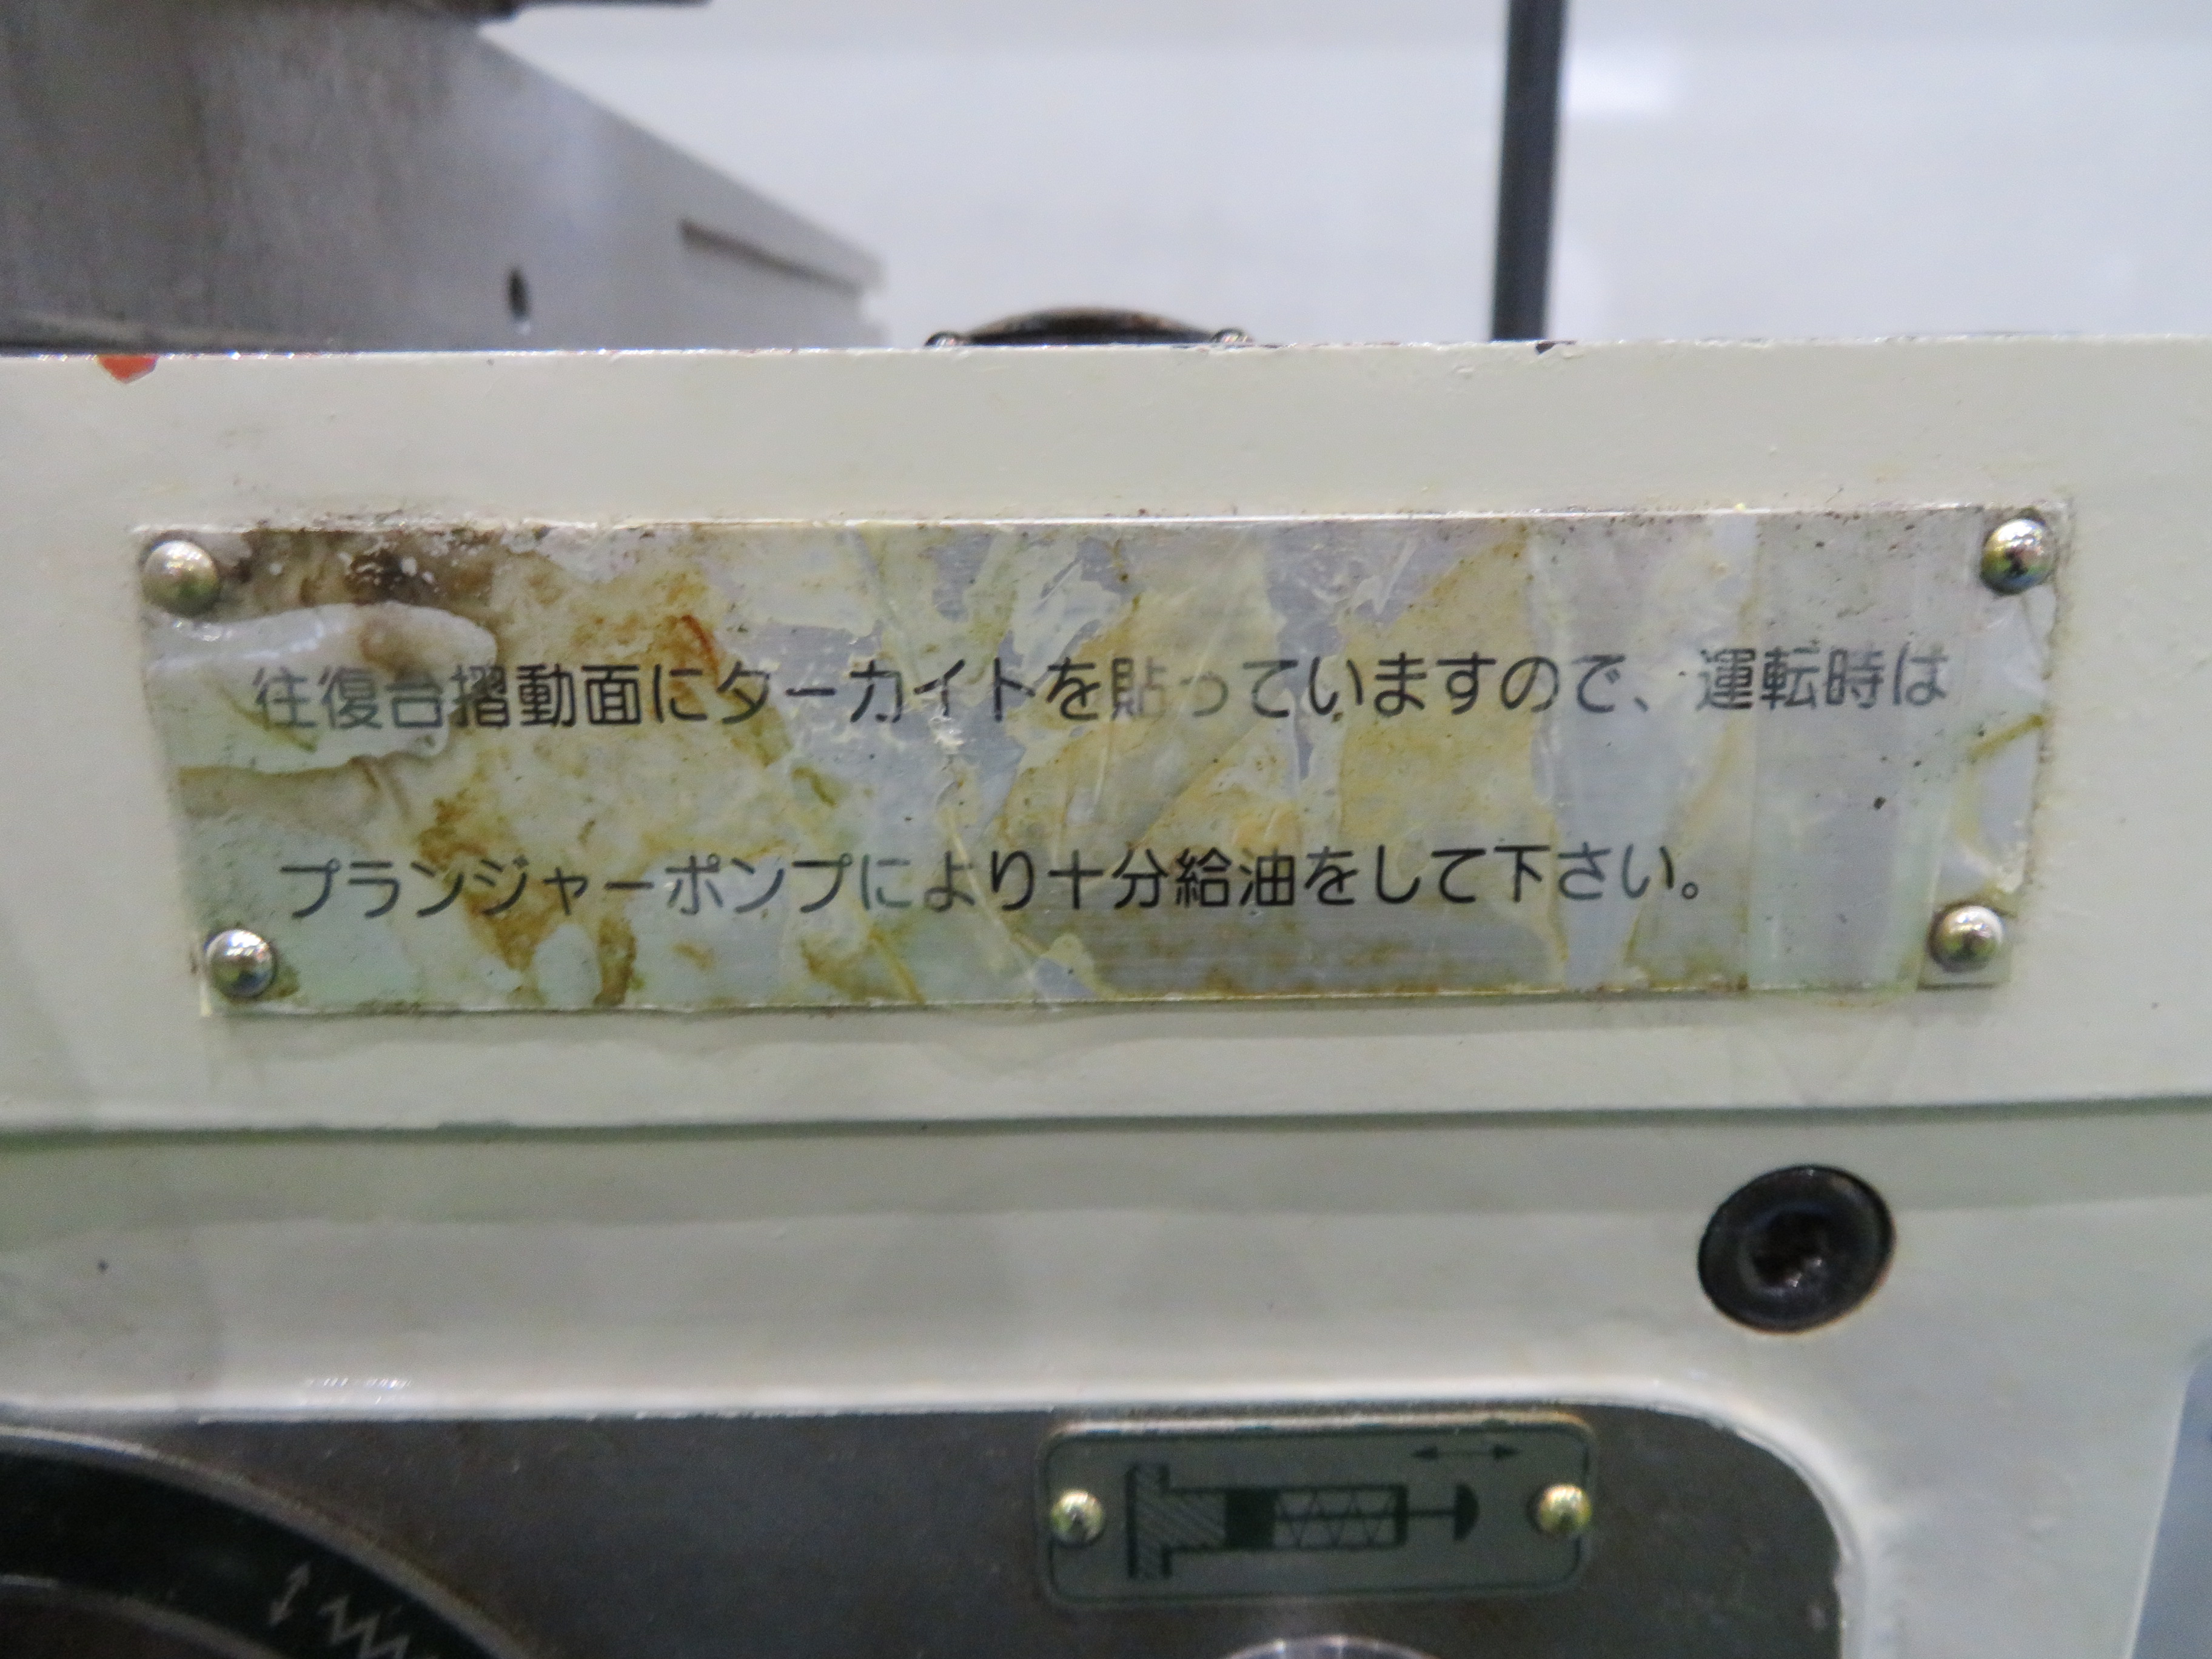 往復台摺動面にターカイトを貼っていますので、運転時は
プランジャーポンプにより十分給油をして下さい。